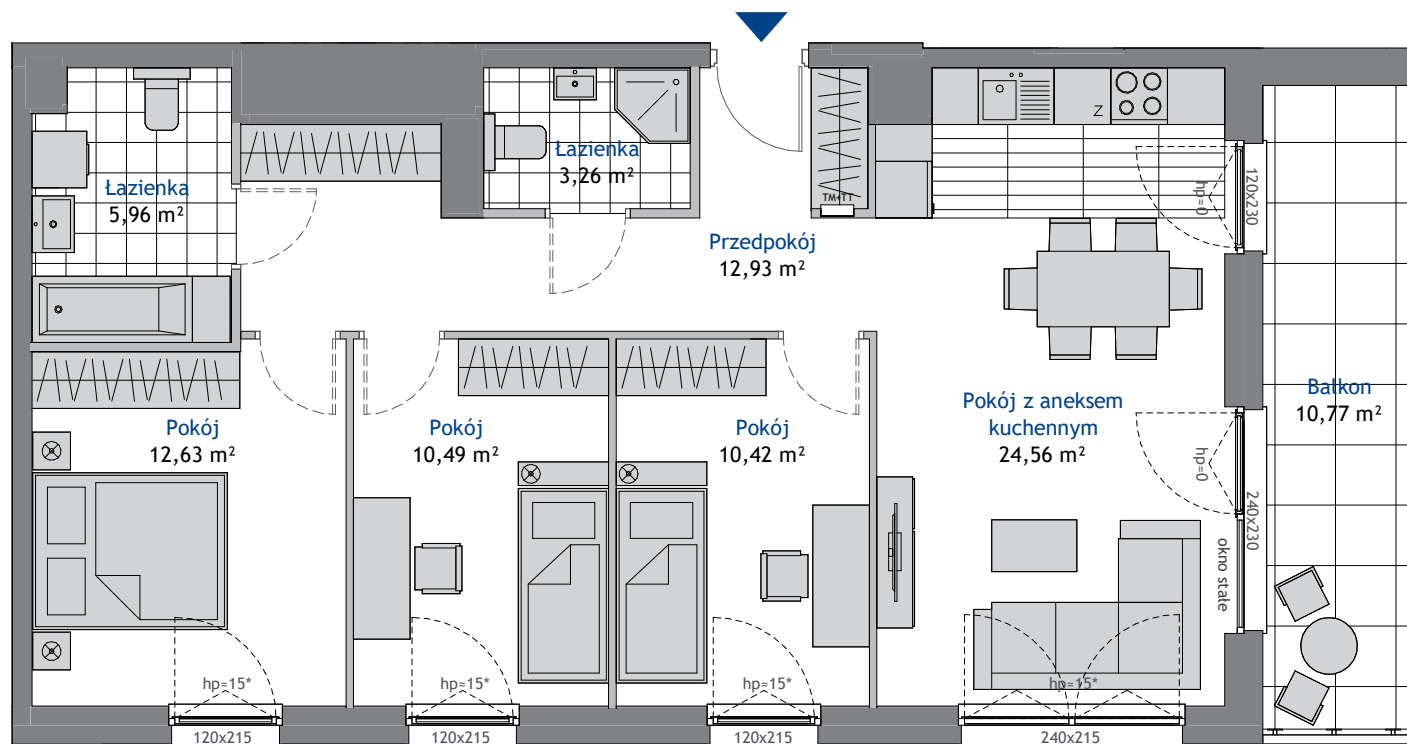 Łazienka
5,96 m²
Łazienka
3,26 m²
TM+TT
Z
Przedpokój
12,93 m²
hp≈0
120x230
Pokój
12,63 m²
Pokój
10,49 m²
Pokój
10,42 m²
Pokój z aneksem
kuchennym
24,56 m²
Balkon
10,77 m²
hp≈0
240x230
okno stałe
hp≈15*
hp≈15*
hp≈15*
hp≈15*
120x215
120x215
120x215
240x215